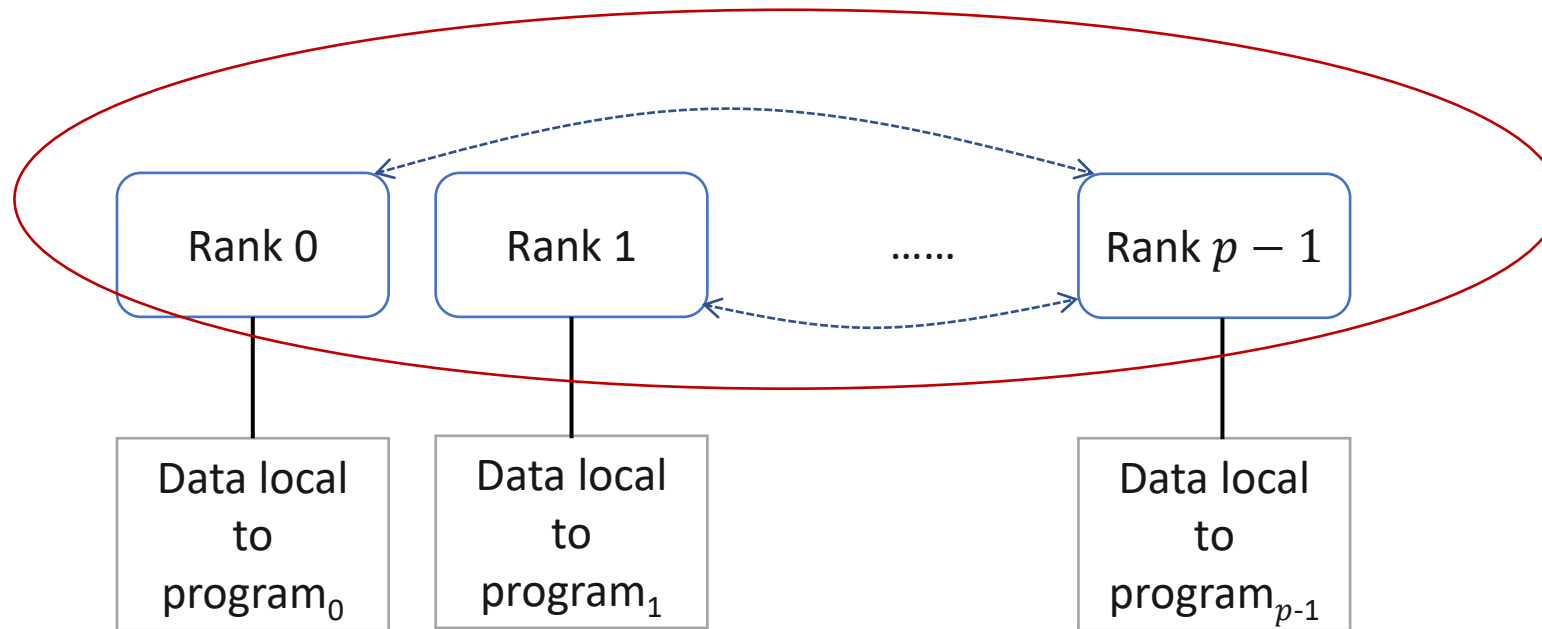 Rank 0
Rank 1
……
Rank 𝑝 − 1
Data local
to
program₀
Data local
to
program₁
Data local
to
program𝑝-1